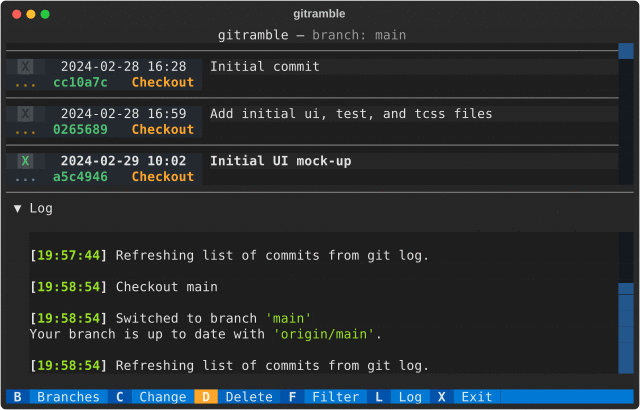 gitramble
gitramble — branch: main
X 2024-02-28 16:28 Initial commit
... cc10a7c Checkout
X 2024-02-28 16:59 Add initial ui, test, and tcss files
... 0265689 Checkout
X 2024-02-29 10:02 Initial UI mock-up
... a5c4946 Checkout
▼ Log
[19:57:44] Refreshing list of commits from git log.
[19:58:54] Checkout main
[19:58:54] Switched to branch 'main'
Your branch is up to date with 'origin/main'.
[19:58:54] Refreshing list of commits from git log.
B Branches C Change D Delete F Filter L Log X Exit